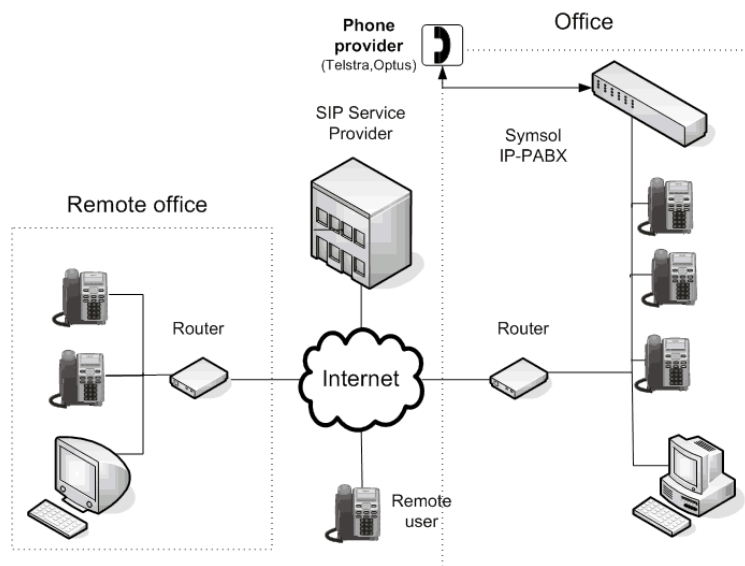 Phone
provider
(Telstra,Optus)
Office
SIP Service
Provider
Symsol
IP-PABX
Remote office
Router
Router
Internet
Remote
user